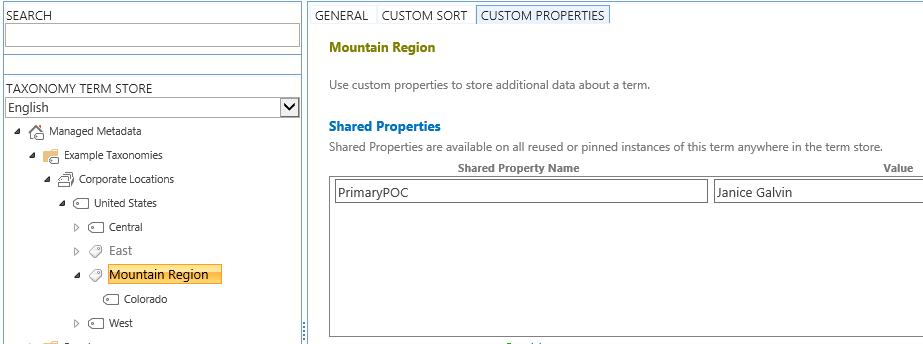 SEARCH
TAXONOMY TERM STORE
English
Managed Metadata
Example Taxonomies
Corporate Locations
United States
Central
East
Mountain Region
Colorado
West
GENERAL CUSTOM SORT CUSTOM PROPERTIES
Mountain Region
Use custom properties to store additional data about a term.
Shared Properties
Shared Properties are available on all reused or pinned instances of this term anywhere in the term store.
Shared Property Name Value
PrimaryPOC Janice Galvin